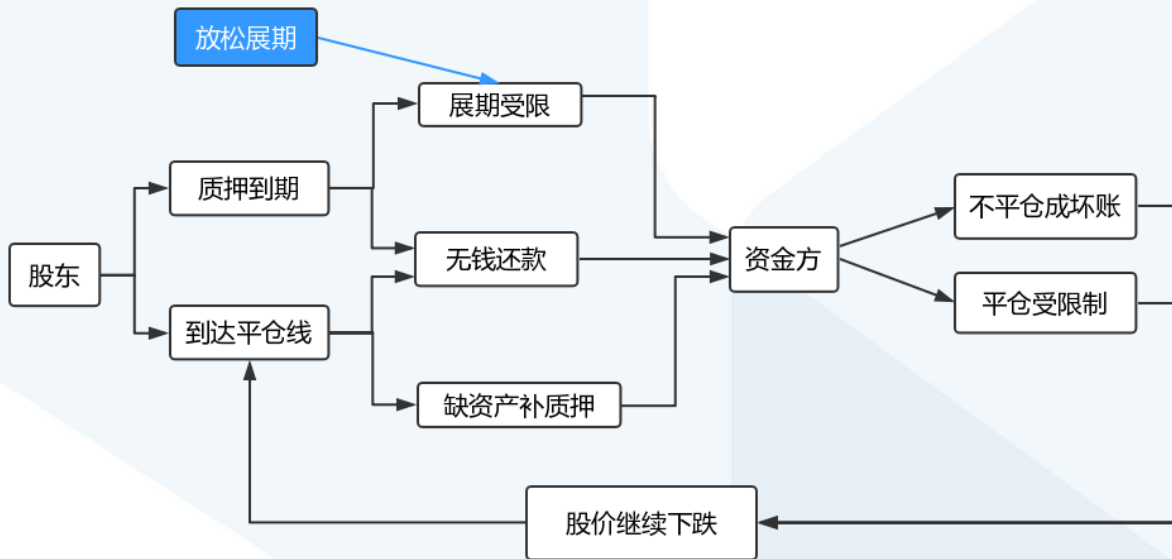 放松展期
展期受限
质押到期
不平仓成坏账
无钱还款
资金方
股东
平仓受限制
到达平仓线
缺资产补质押
股价继续下跌